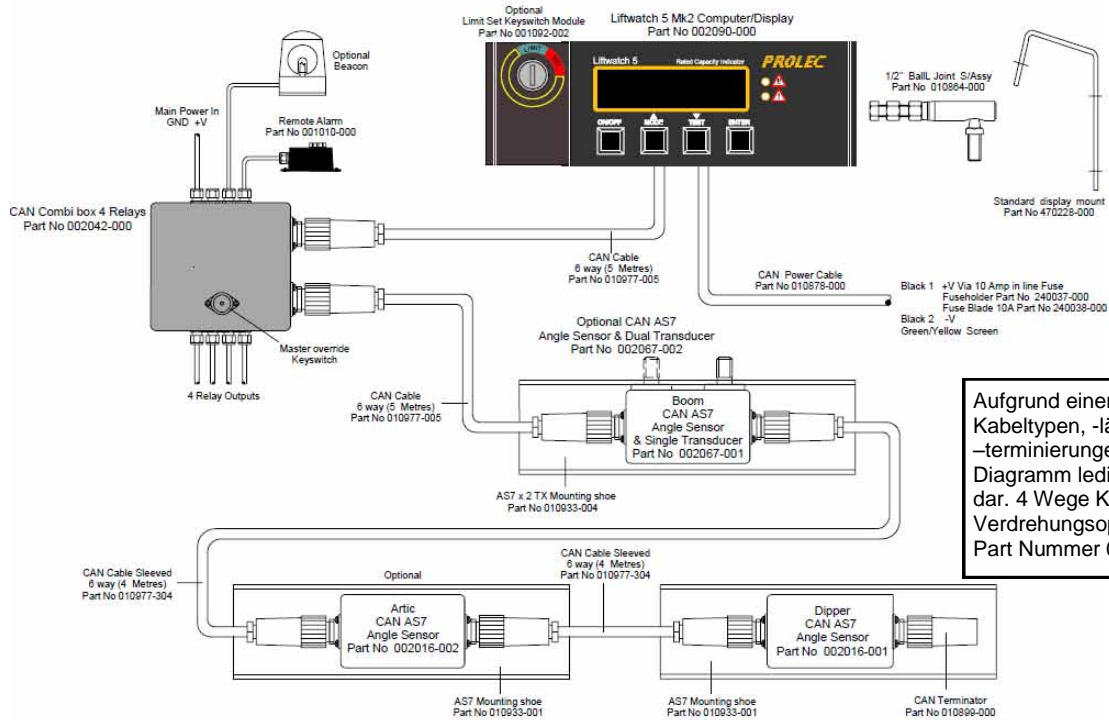 Optional
Limit Set Keyswitch Module
Part No 001092-002
Liftwatch 5 Mk2 Computer/Display
Part No 002090-000
LIMIT
SET
Liftwatch 5
Rated Capacity Indicator
PROLEC
ON/OFF
MODE
TEST
ENTER
Optional
Beacon
Main Power In
GND +V
Remote Alarm
Part No 001010-000
1/2" BallL Joint S/Assy
Part No 010864-000
Standard display mount
Part No 470228-000
CAN Combi box 4 Relays
Part No 002042-000
CAN Cable
6 way (5 Metres)
Part No 010977-005
CAN Power Cable
Part No 010878-000
Black 1 +V Via 10 Amp in line Fuse
Fuseholder Part No 240037-000
Fuse Blade 10A Part No 240038-000
Black 2 -V
Green/Yellow Screen
Master override
Keyswitch
4 Relay Outputs
Optional CAN AS7
Angle Sensor & Dual Transducer
Part No 002067-002
CAN Cable
6 way (5 Metres)
Part No 010977-005
Boom
CAN AS7
Angle Sensor
& Single Transducer
Part No 002067-001
AS7 x 2 TX Mounting shoe
Part No 010933-004
Aufgrund einer
Kabeltypen, -lä
–terminierunge
Diagramm ledi
dar. 4 Wege K
Verdrehungsop
Part Nummer
CAN Cable Sleeved
6 way (4 Metres)
Part No 010977-304
Optional
CAN Cable Sleeved
6 way (4 Metres)
Part No 010977-304
Artic
CAN AS7
Angle Sensor
Part No 002016-002
Dipper
CAN AS7
Angle Sensor
Part No 002016-001
AS7 Mounting shoe
Part No 010933-001
AS7 Mounting shoe
Part No 010933-001
CAN Terminator
Part No 010899-000